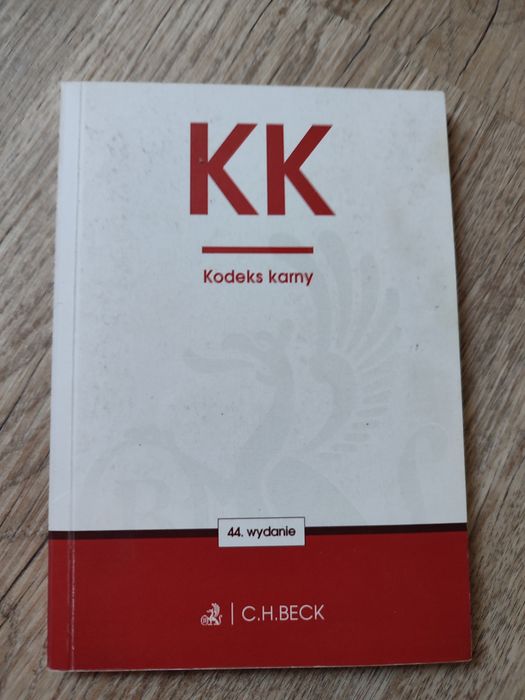 KK
Kodeks karny
44. wydanie
C.H.BECK